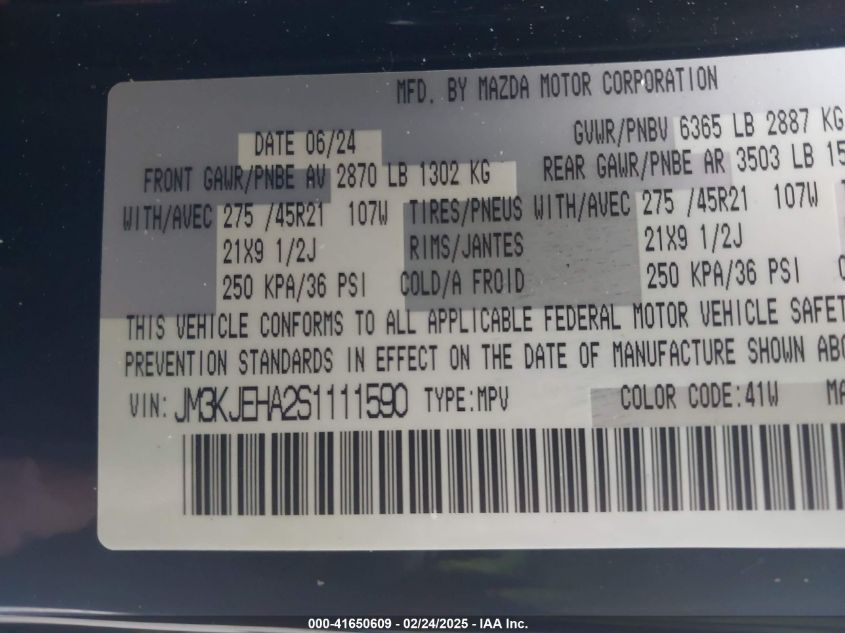 MFD. BY MAZDA MOTOR CORPORATION
DATE 06/24 GVWR/PNBV 6365 LB 2887 KG
FRONT GAWR/PNBE AV 2870 LB 1302 KG REAR GAWR/PNBE AR 3503 LB 15
WITH/AVEC 275 /45R21 107W TIRES/PNEUS WITH/AVEC 275 /45R21 107W
21X9 1/2J RIMS/JANTES 21X9 1/2J
250 KPA/36 PSI COLD/A FROID 250 KPA/36 PSI
THIS VEHICLE CONFORMS TO ALL APPLICABLE FEDERAL MOTOR VEHICLE SAFET
PREVENTION STANDARDS IN EFFECT ON THE DATE OF MANUFACTURE SHOWN ABO
VIN: JM3KJEHA2S1111590 TYPE:MPV COLOR CODE:41W MA
000-41650609 - 02/24/2025 - IAA Inc.